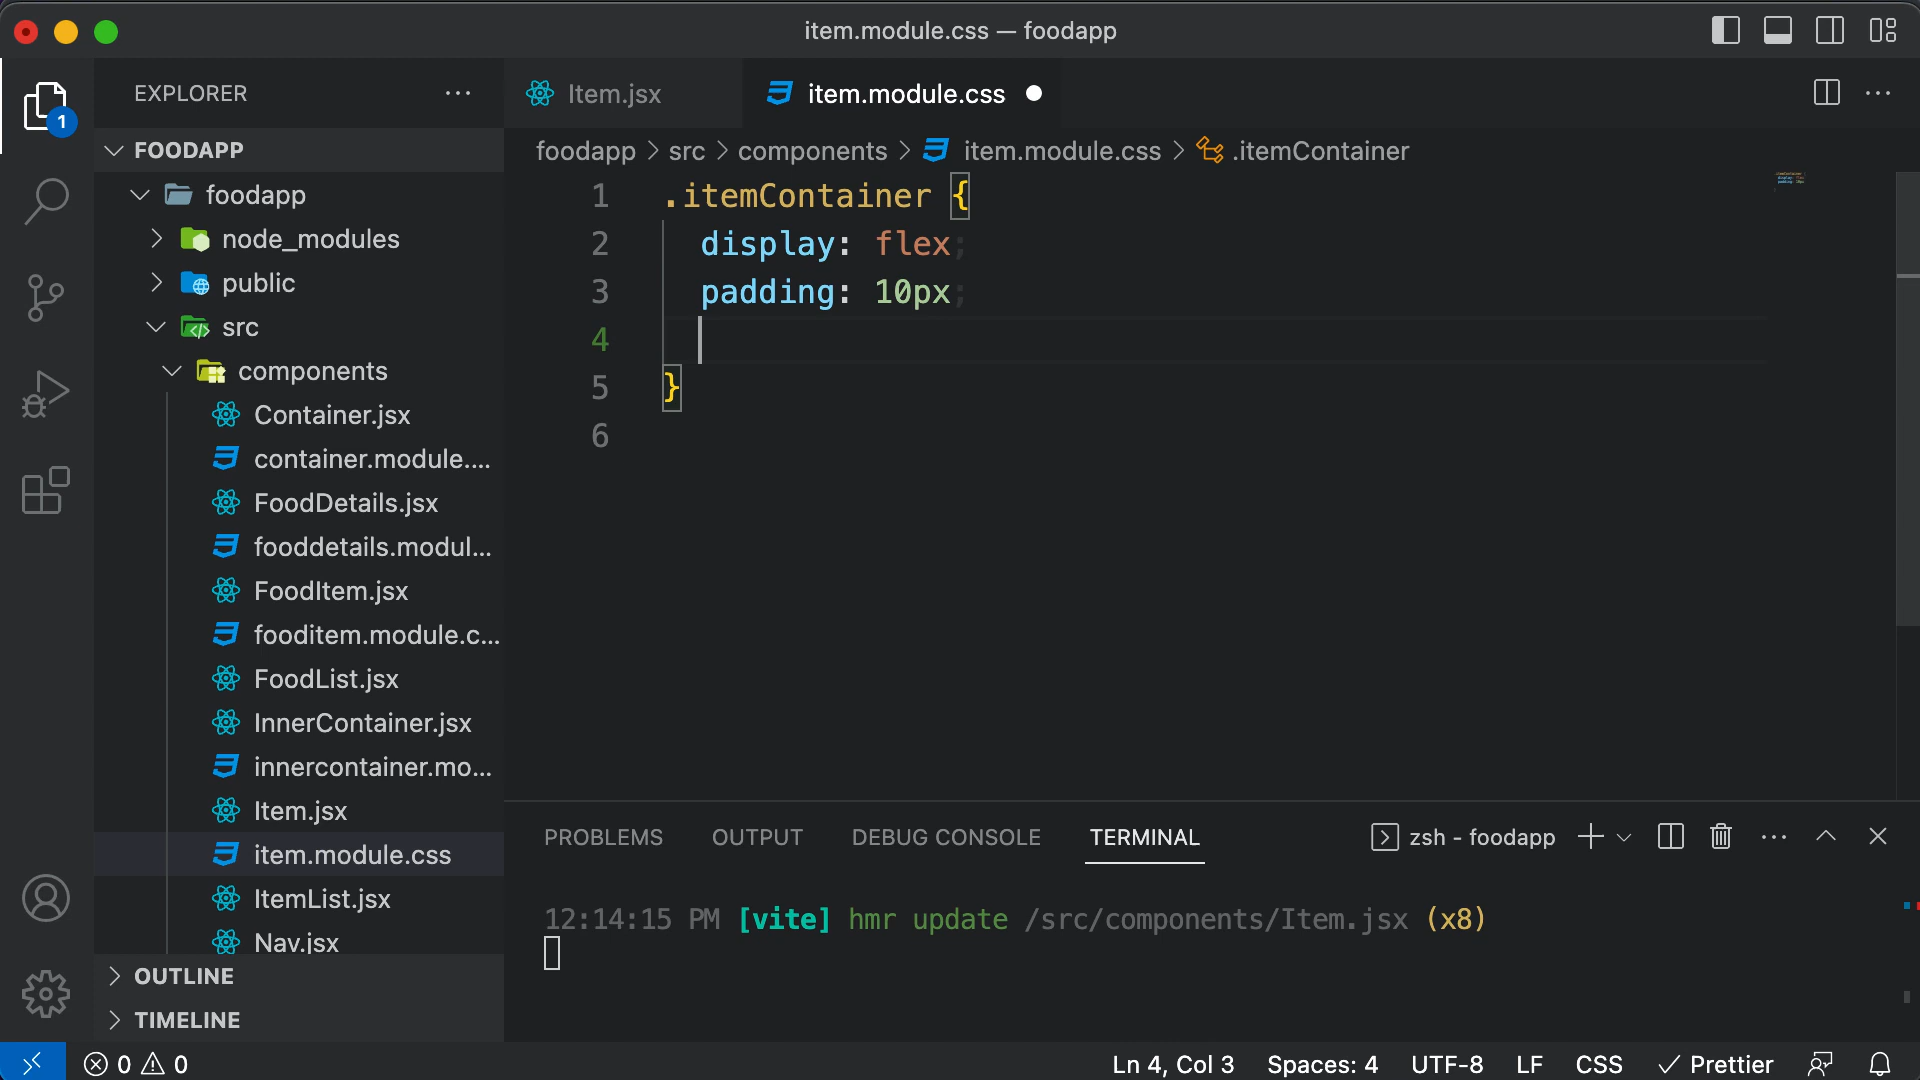 item.module.css — foodapp
1
EXPLORER
FOODAPP
foodapp
node_modules
public
src
components
Container.jsx
container.module....
FoodDetails.jsx
fooddetails.modul...
FoodItem.jsx
fooditem.module.c...
FoodList.jsx
InnerContainer.jsx
innercontainer.mo...
Item.jsx
item.module.css
ItemList.jsx
Nav.jsx
OUTLINE
TIMELINE
Item.jsx
item.module.css
foodapp > src > components > item.module.css > .itemContainer
1 .itemContainer {
2 display: flex;
3 padding: 10px;
4
5 }
6
PROBLEMS OUTPUT DEBUG CONSOLE TERMINAL zsh - foodapp
12:14:15 PM [vite] hmr update /src/components/Item.jsx (x8)
0 0 Ln 4, Col 3 Spaces: 4 UTF-8 LF CSS Prettier